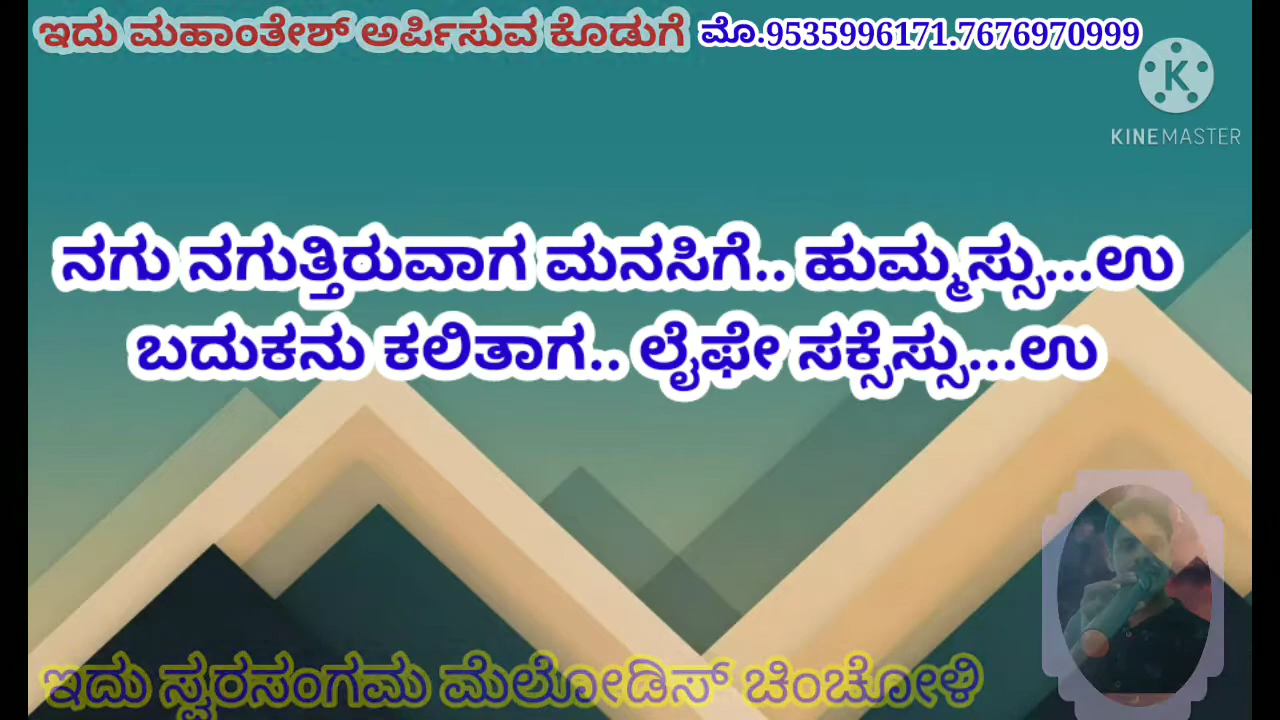 ಇದು ಮಹಾಂತೇಶ್ ಅರ್ಪಿಸುವ ಕೊಡುಗೆ ಮೊ.9535996171.7676970999
K
KINEMASTER
ನಗು ನಗುತ್ತಿರುವಾಗ ಮನಸಿಗೆ.. ಹುಮ್ಮಸ್ಸು...ಉ
ಬದುಕನು ಕಲಿತಾಗ.. ಲೈಫೇ ಸಕ್ಸೆಸ್ಸು...ಉ
ಇದು ಸ್ವರಸಂಗಮ ಮೆಲೋಡಿಸ್ ಚಿಂಚೋಳಿ